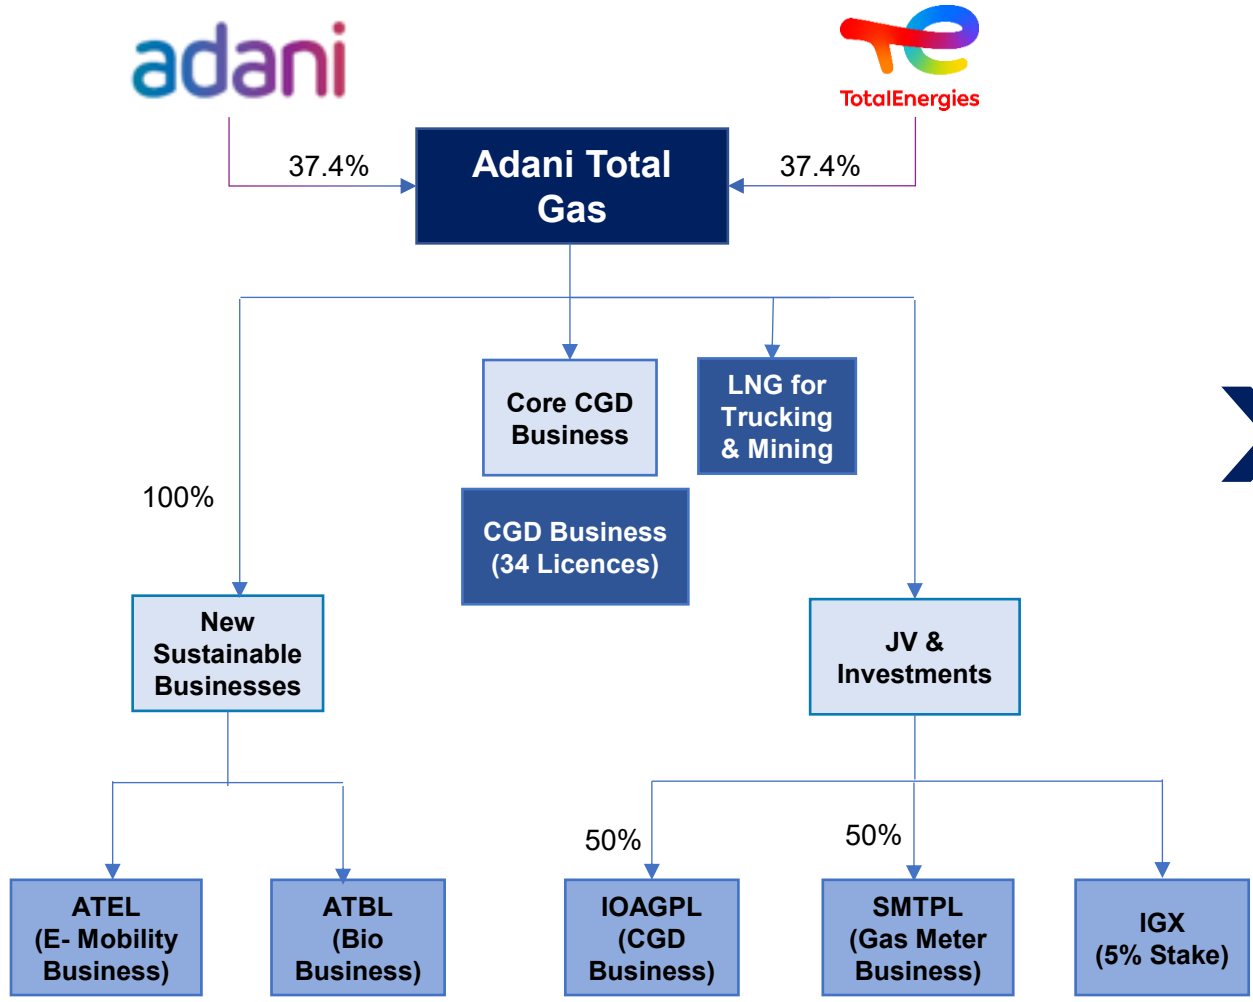 adani
TotalEnergies
37.4%
Adani Total
Gas
37.4%
Core CGD
Business
LNG for
Trucking
& Mining
100%
CGD Business
(34 Licences)
New
Sustainable
Businesses
JV &
Investments
50%
50%
ATEL
(E- Mobility
Business)
ATBL
(Bio
Business)
IOAGPL
(CGD
Business)
SMTPL
(Gas Meter
Business)
IGX
(5% Stake)